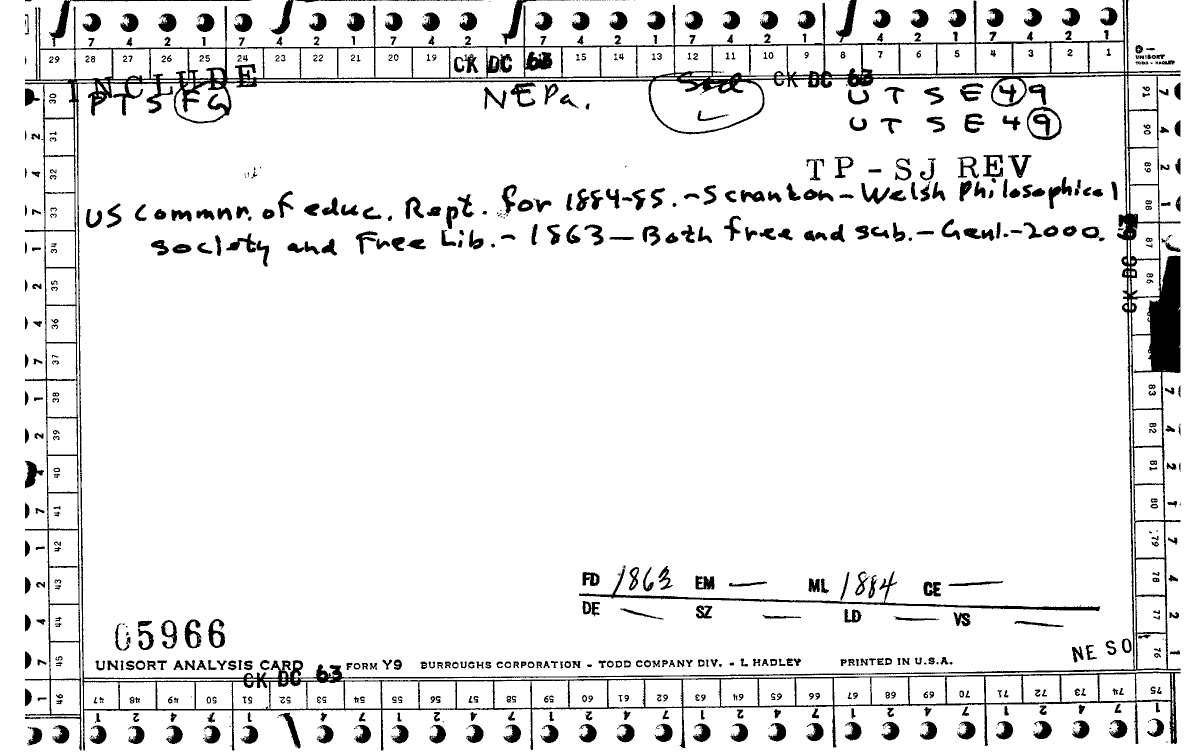 7 4 2 1 7 4 2 1 7 4 2 1 7 4 2 1 7 4 2 1 7 4 2 1
29 28 27 26 25 24 23 22 21 20 19 CK DC 63 15 14 13 12 11 10 9 8 7 6 5 4 3 2 1
UNISORT
TODD - HADLEY
INCLUDE CK DC 63
PTS FG NEPa. UTSE 49
UTSE 49
TP-SJ REV
US Commnr. of educ. Rept. for 1884-85.-Scranton-Welsh Philosophical
society and Free Lib.-1863-Both free and sub.-Genl.-2000.
CK DC
30
31
32
33
34
35
36
37
38
39
40
41
42
43
44
45
46
91
90
89
88
87
86
83
82
81
80
79
78
77
76
75
FD 1863 EM — ML 1884 CE —
DE — SZ — LD — VS —
05966
NE SO
UNISORT ANALYSIS CARD FORM Y9 BURROUGHS CORPORATION - TODD COMPANY DIV. - L HADLEY PRINTED IN U.S.A.
CK DC 63
47 48 49 50 51 52 53 54 55 56 57 58 59 60 61 62 63 64 65 66 67 68 69 70 71 72 73 74